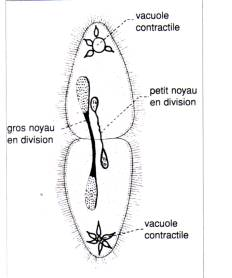 vacuole
contractile
petit noyau
en division
gros noyau
en division
vacuole
contractile